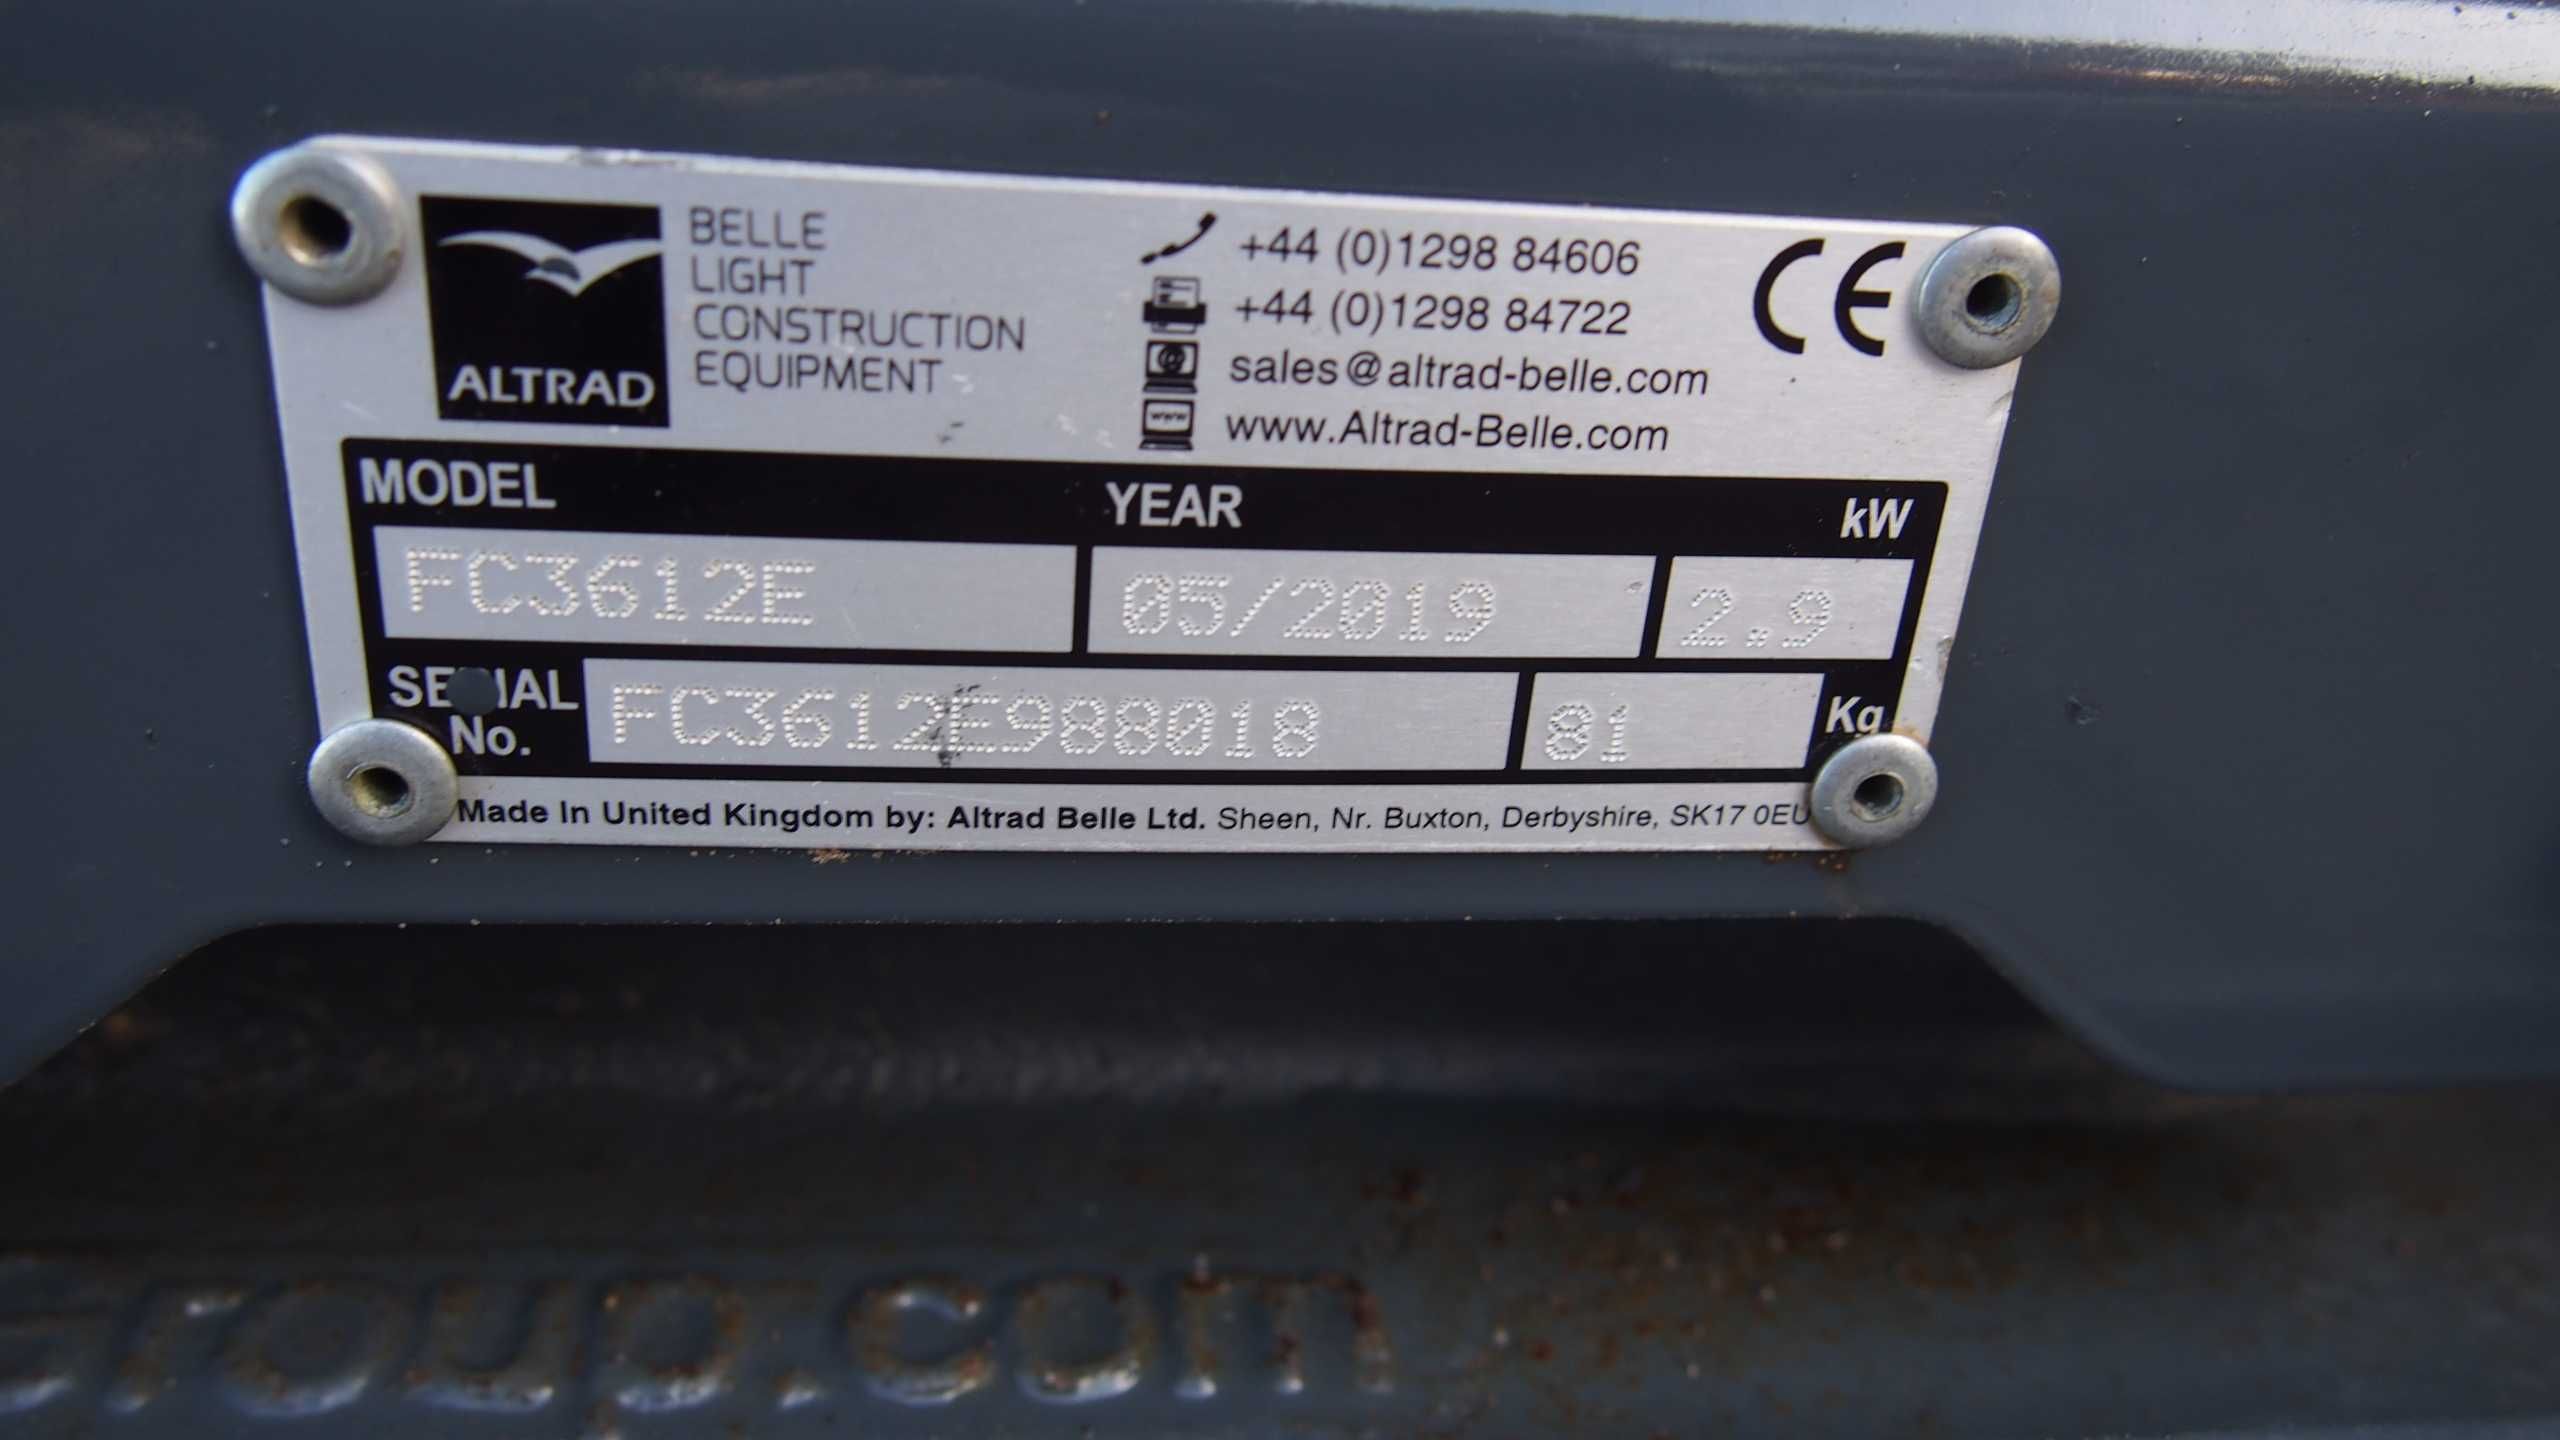 ALTRAD
BELLE
LIGHT
CONSTRUCTION
EQUIPMENT
+44 (0)1298 84606
+44 (0)1298 84722
sales@altrad-belle.com
www
www.Altrad-Belle.com
CE
MODEL YEAR kW
FC3612E 05/2019 2.9
SERIAL No. FC3612E988018 81 Kg
Made In United Kingdom by: Altrad Belle Ltd. Sheen, Nr. Buxton, Derbyshire, SK17 0EU
group.com